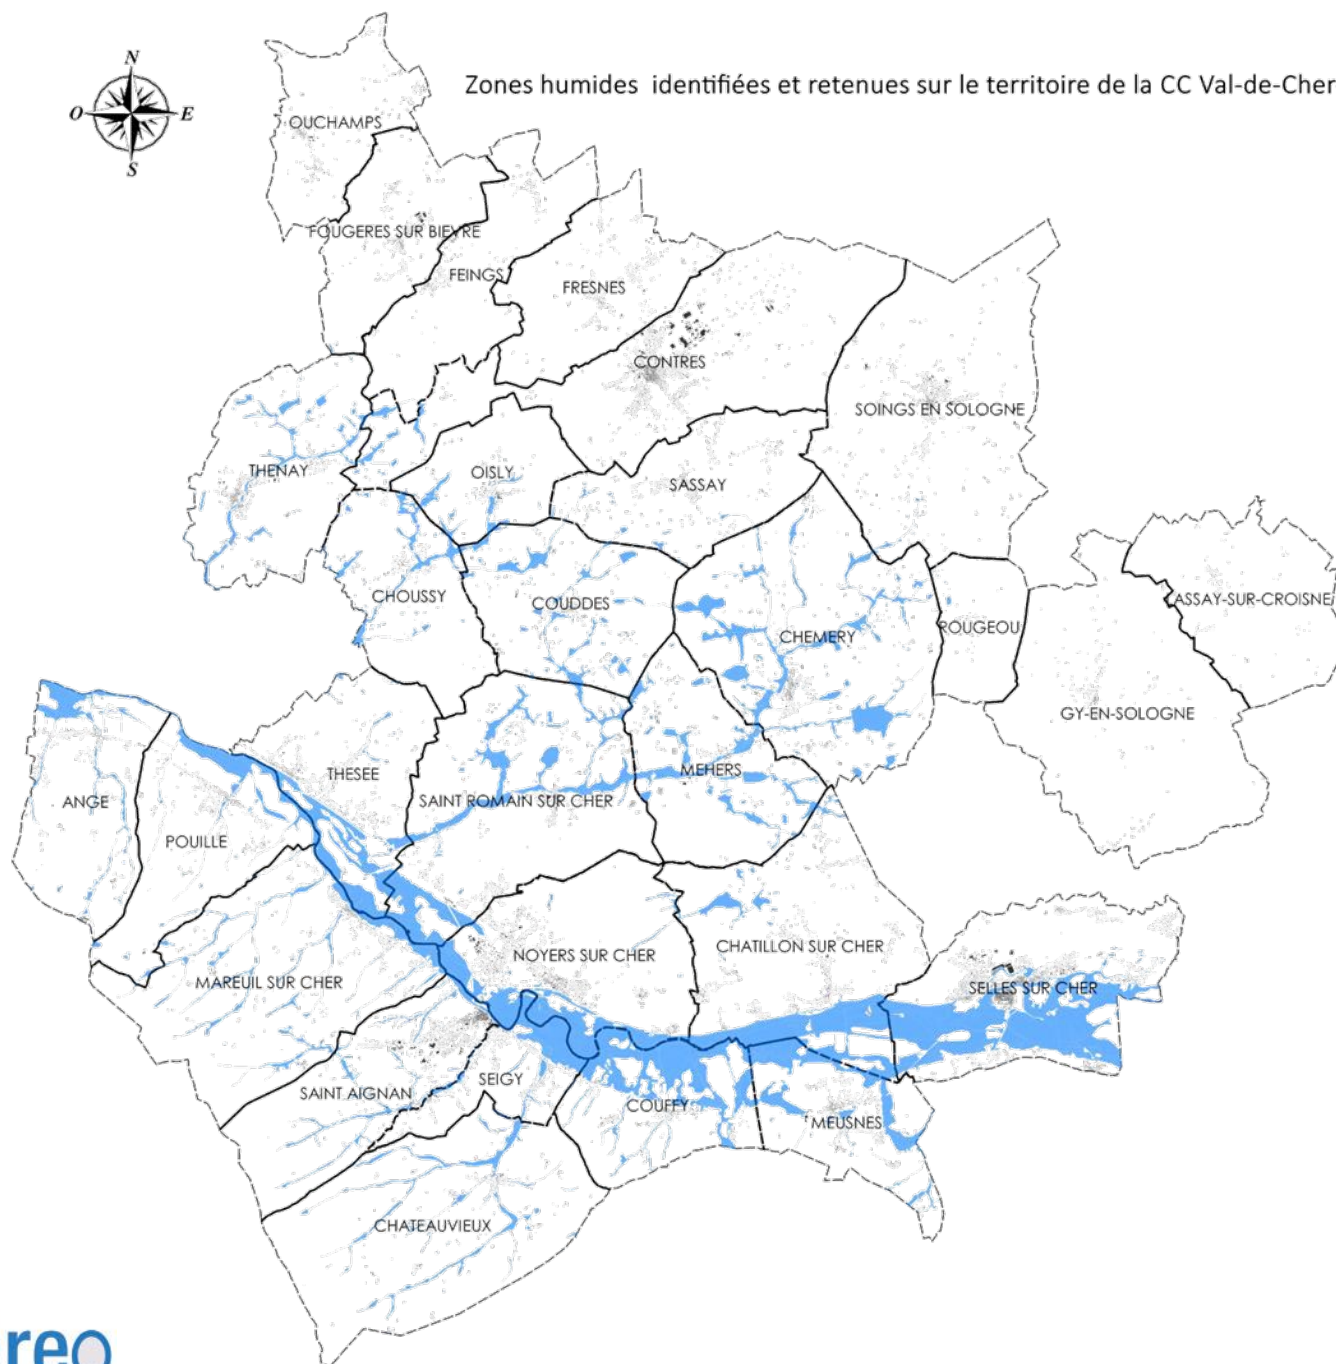 N
Zones humides identifiées et retenues sur le territoire de la CC Val-de-Cher
O
E
S
OUCHAMPS
FOUGERES SUR BIEVRE
FEINGS
FRESNES
CONTRES
SOINGS EN SOLOGNE
THENAY
OISLY
SASSAY
CHOUSSY
COUDDES
CHEMERY
ROUGEOU
ASSAY-SUR-CROISNE
GY-EN-SOLOGNE
THESEE
MEHERS
ANGE
SAINT ROMAIN SUR CHER
POUILLE
NOYERS SUR CHER
CHATILLON SUR CHER
MAREUIL SUR CHER
SELLES SUR CHER
SEIGY
SAINT AIGNAN
COUFFY
MEUSNES
CHATEAUVIEUX
reo